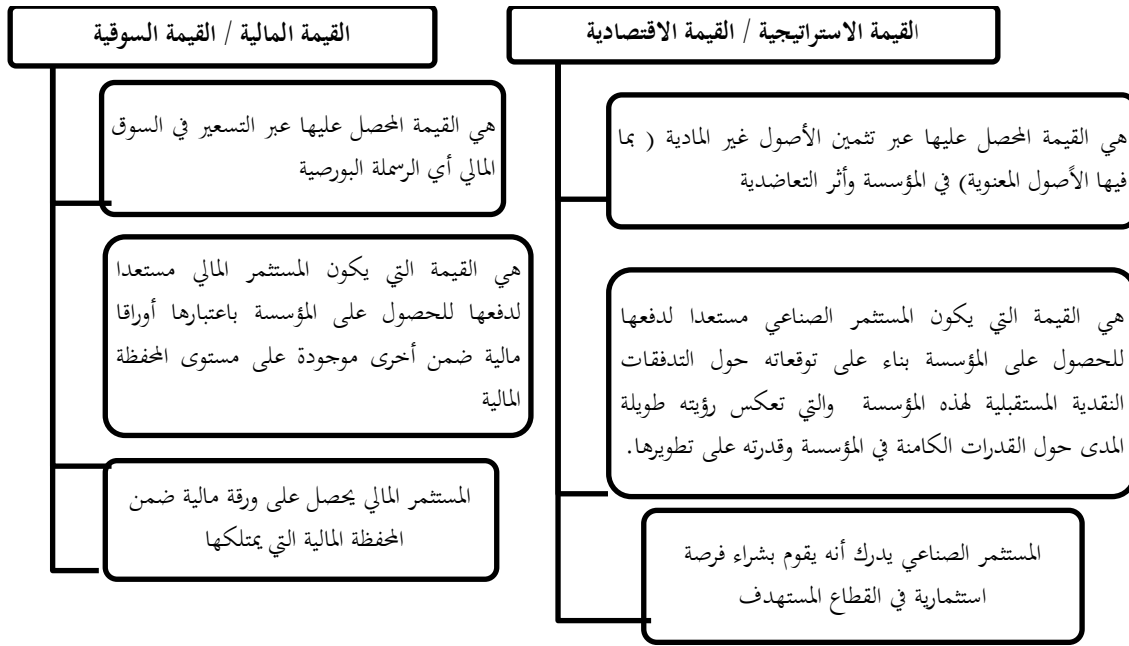 القيمة الاستراتيجية / القيمة الاقتصادية
هي القيمة المحصل عليها عبر تثمين الأصول غير المادية ( بما
فيها الأصول المعنوية) في المؤسسة وأثر التعاضدية
هي القيمة التي يكون المستثمر الصناعي مستعدا لدفعها
للحصول على المؤسسة بناء على توقعاته حول التدفقات
النقدية المستقبلية لهذه المؤسسة والتي تعكس رؤيته طويلة
المدى حول القدرات الكامنة في المؤسسة وقدرته على تطويرها.
المستثمر الصناعي يدرك أنه يقوم بشراء فرصة
استثمارية في القطاع المستهدف
القيمة المالية / القيمة السوقية
هي القيمة المحصل عليها عبر التسعير في السوق
المالي أي الرسملة البورصية
هي القيمة التي يكون المستثمر المالي مستعدا
لدفعها للحصول على المؤسسة باعتبارها أوراقا
مالية ضمن أخرى موجودة على مستوى المحفظة
المالية
المستثمر المالي يحصل على ورقة مالية ضمن
المحفظة المالية التي يمتلكها